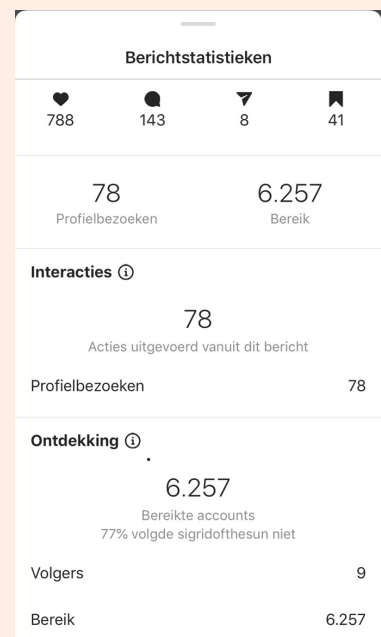 Berichtstatistieken
788 143 8 41
78 6.257
Profielbezoeken Bereik
Interacties
78
Acties uitgevoerd vanuit dit bericht
Profielbezoeken 78
Ontdekking
6.257
Bereikte accounts
77% volgde sigridofthesun niet
Volgers 9
Bereik 6.257